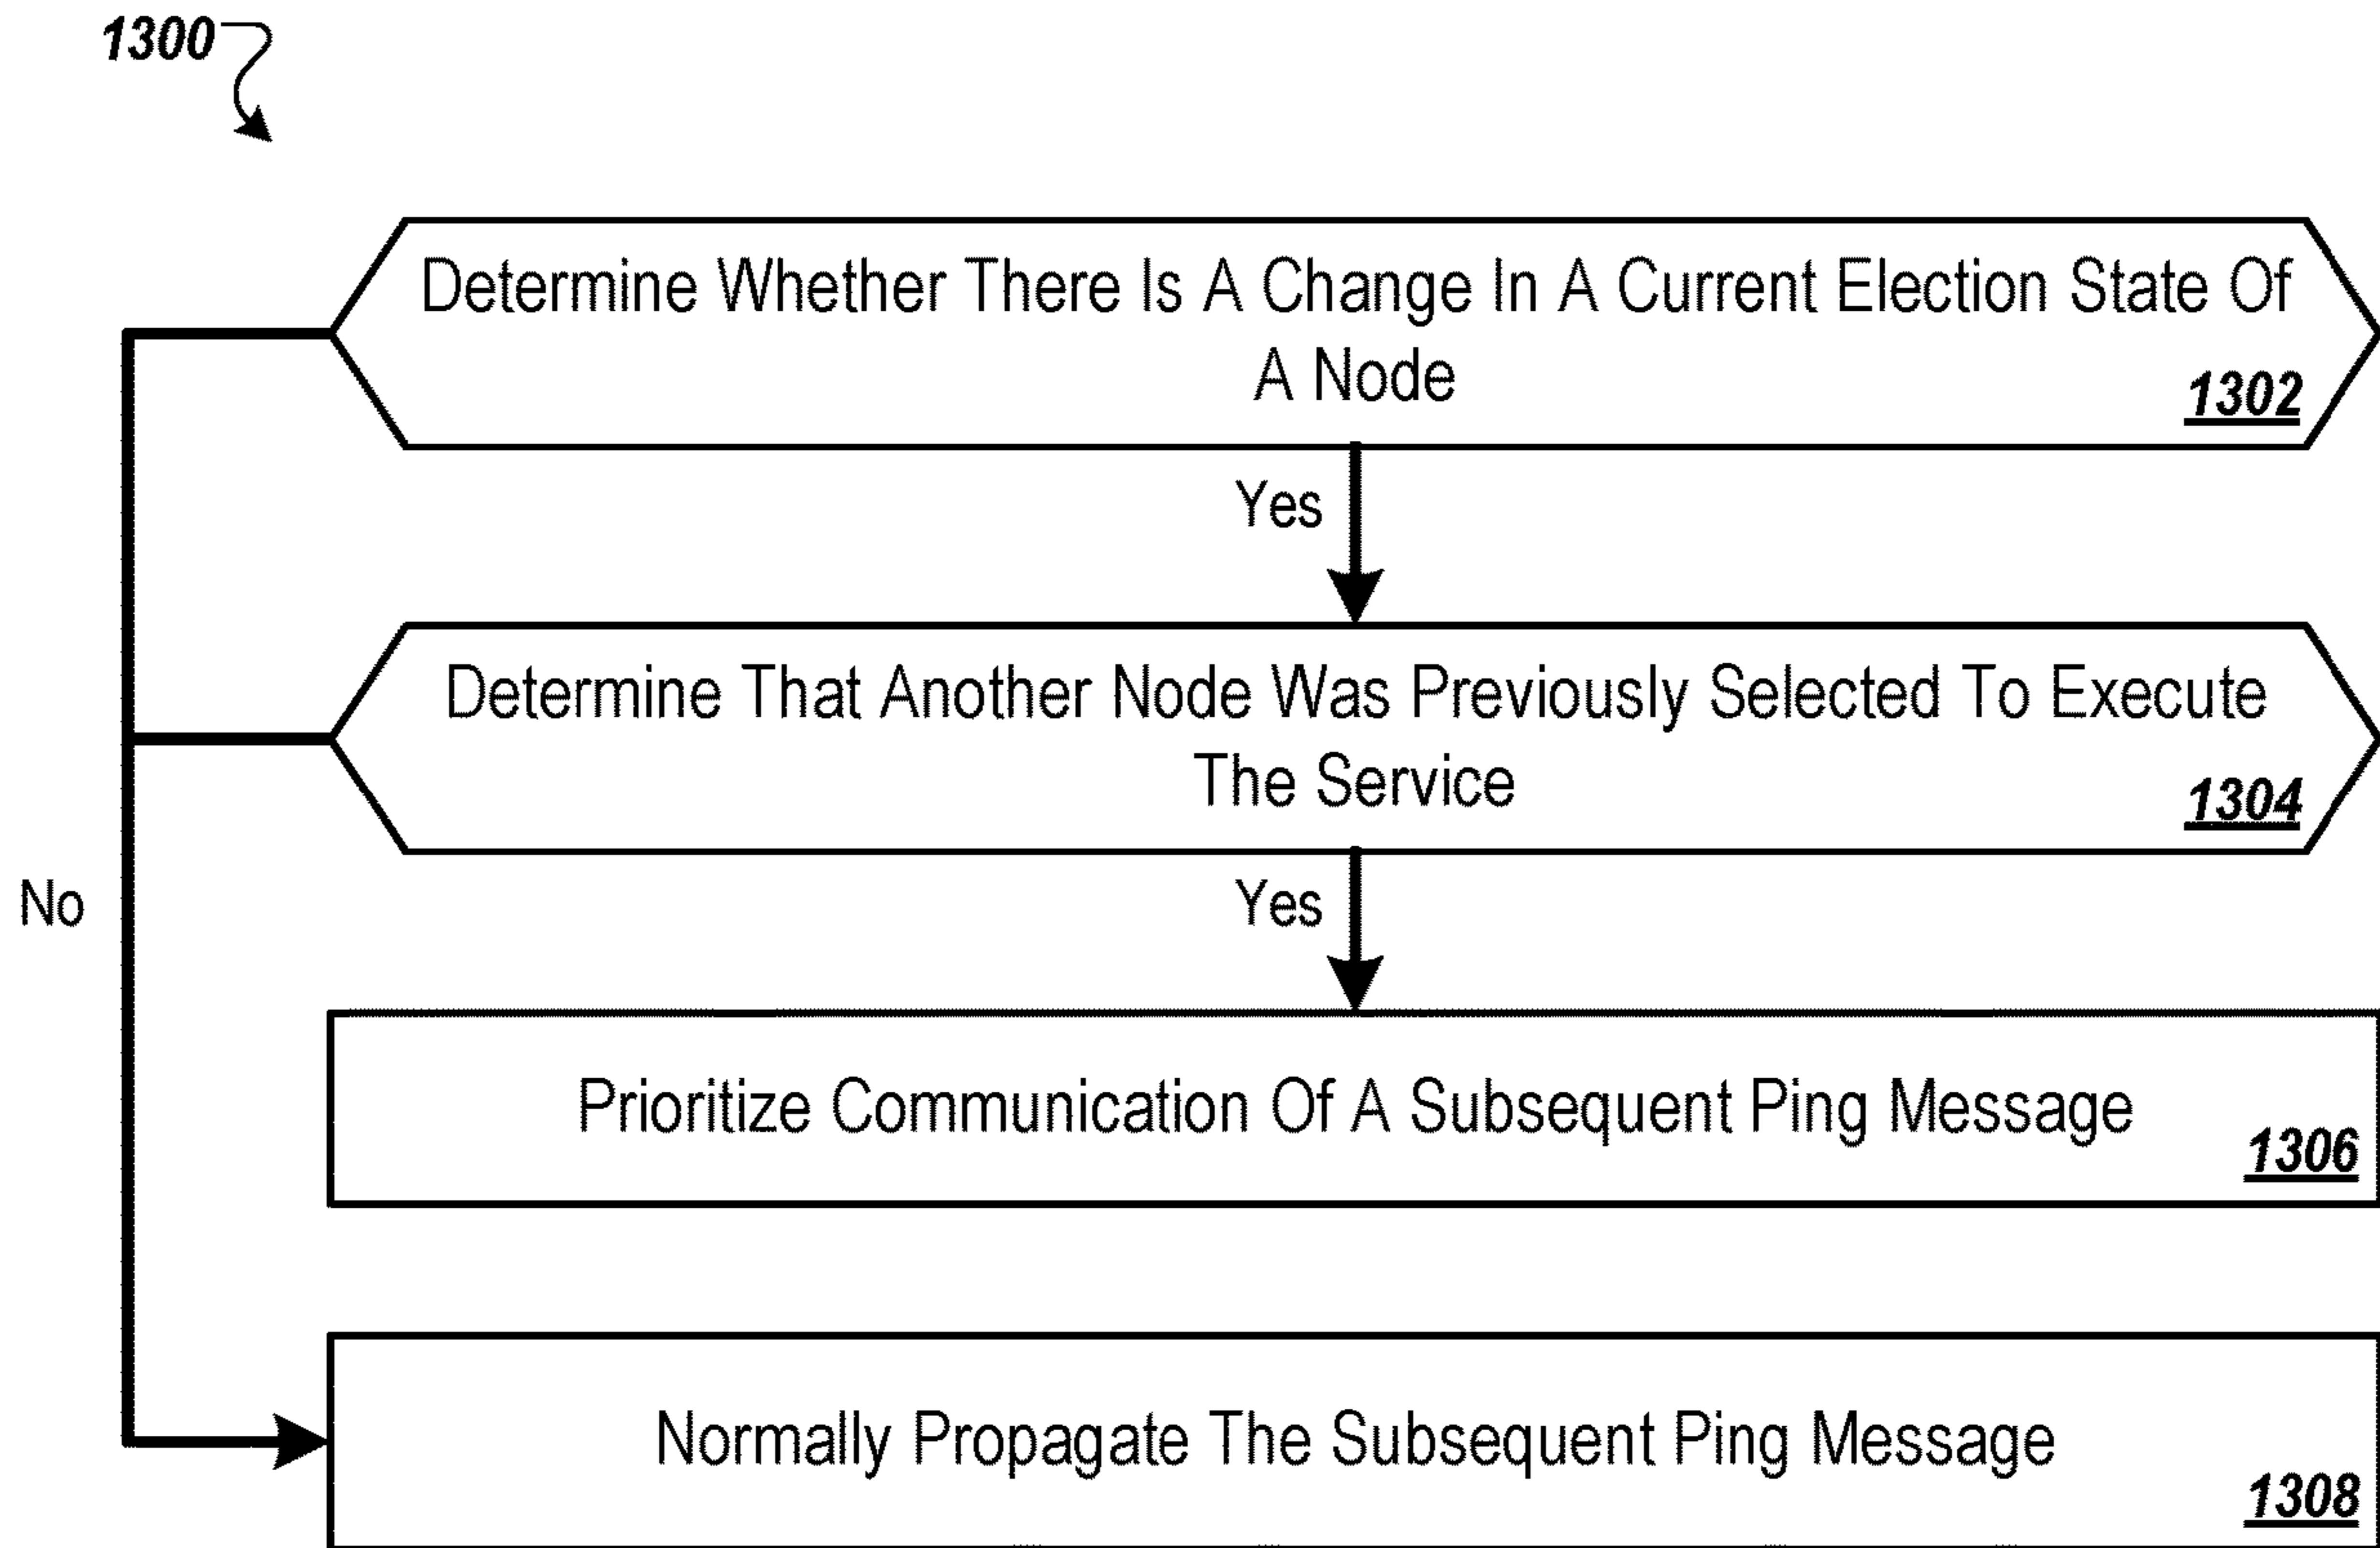 1300
Determine Whether There Is A Change In A Current Election State Of
A Node
1302
Yes
Determine That Another Node Was Previously Selected To Execute
The Service
1304
No
Yes
Prioritize Communication Of A Subsequent Ping Message
1306
Normally Propagate The Subsequent Ping Message
1308